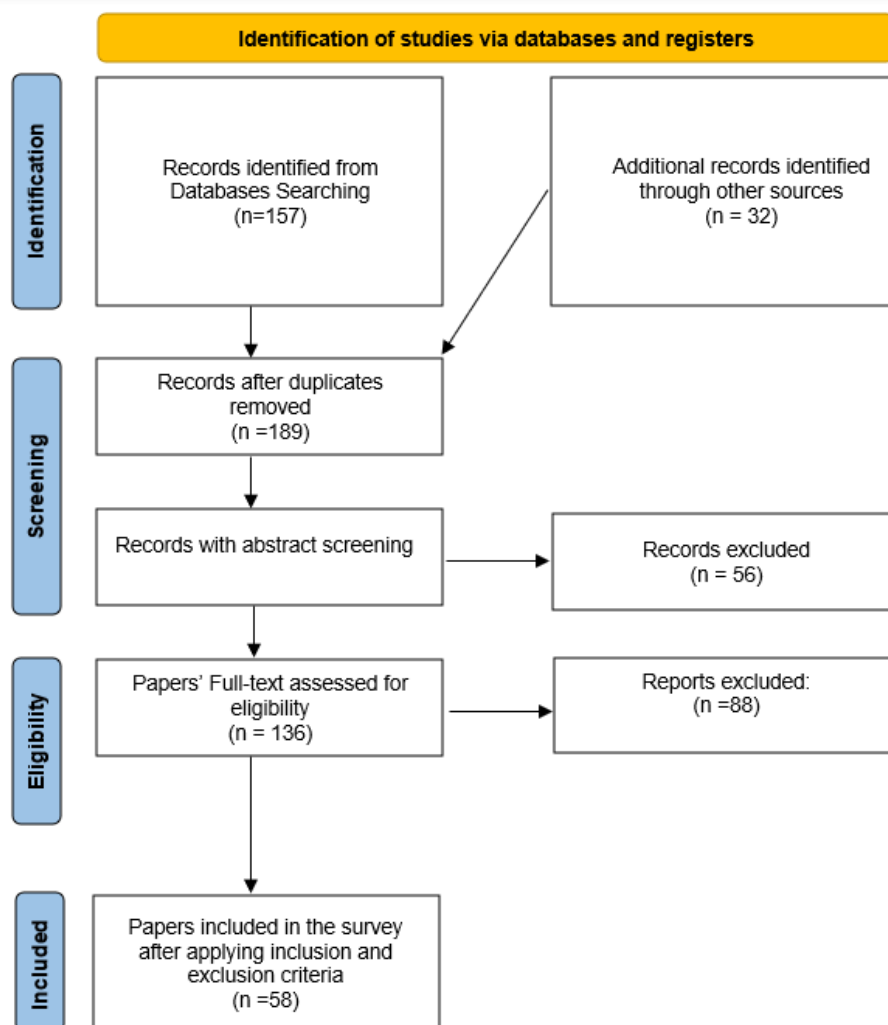 Identification of studies via databases and registers
Identification
Records identified from
Databases Searching
(n=157)
Additional records identified
through other sources
(n = 32)
Screening
Records after duplicates
removed
(n =189)
Records with abstract screening
Records excluded
(n = 56)
Eligibility
Papers’ Full-text assessed for
eligibility
(n = 136)
Reports excluded:
(n =88)
Included
Papers included in the survey
after applying inclusion and
exclusion criteria
(n =58)